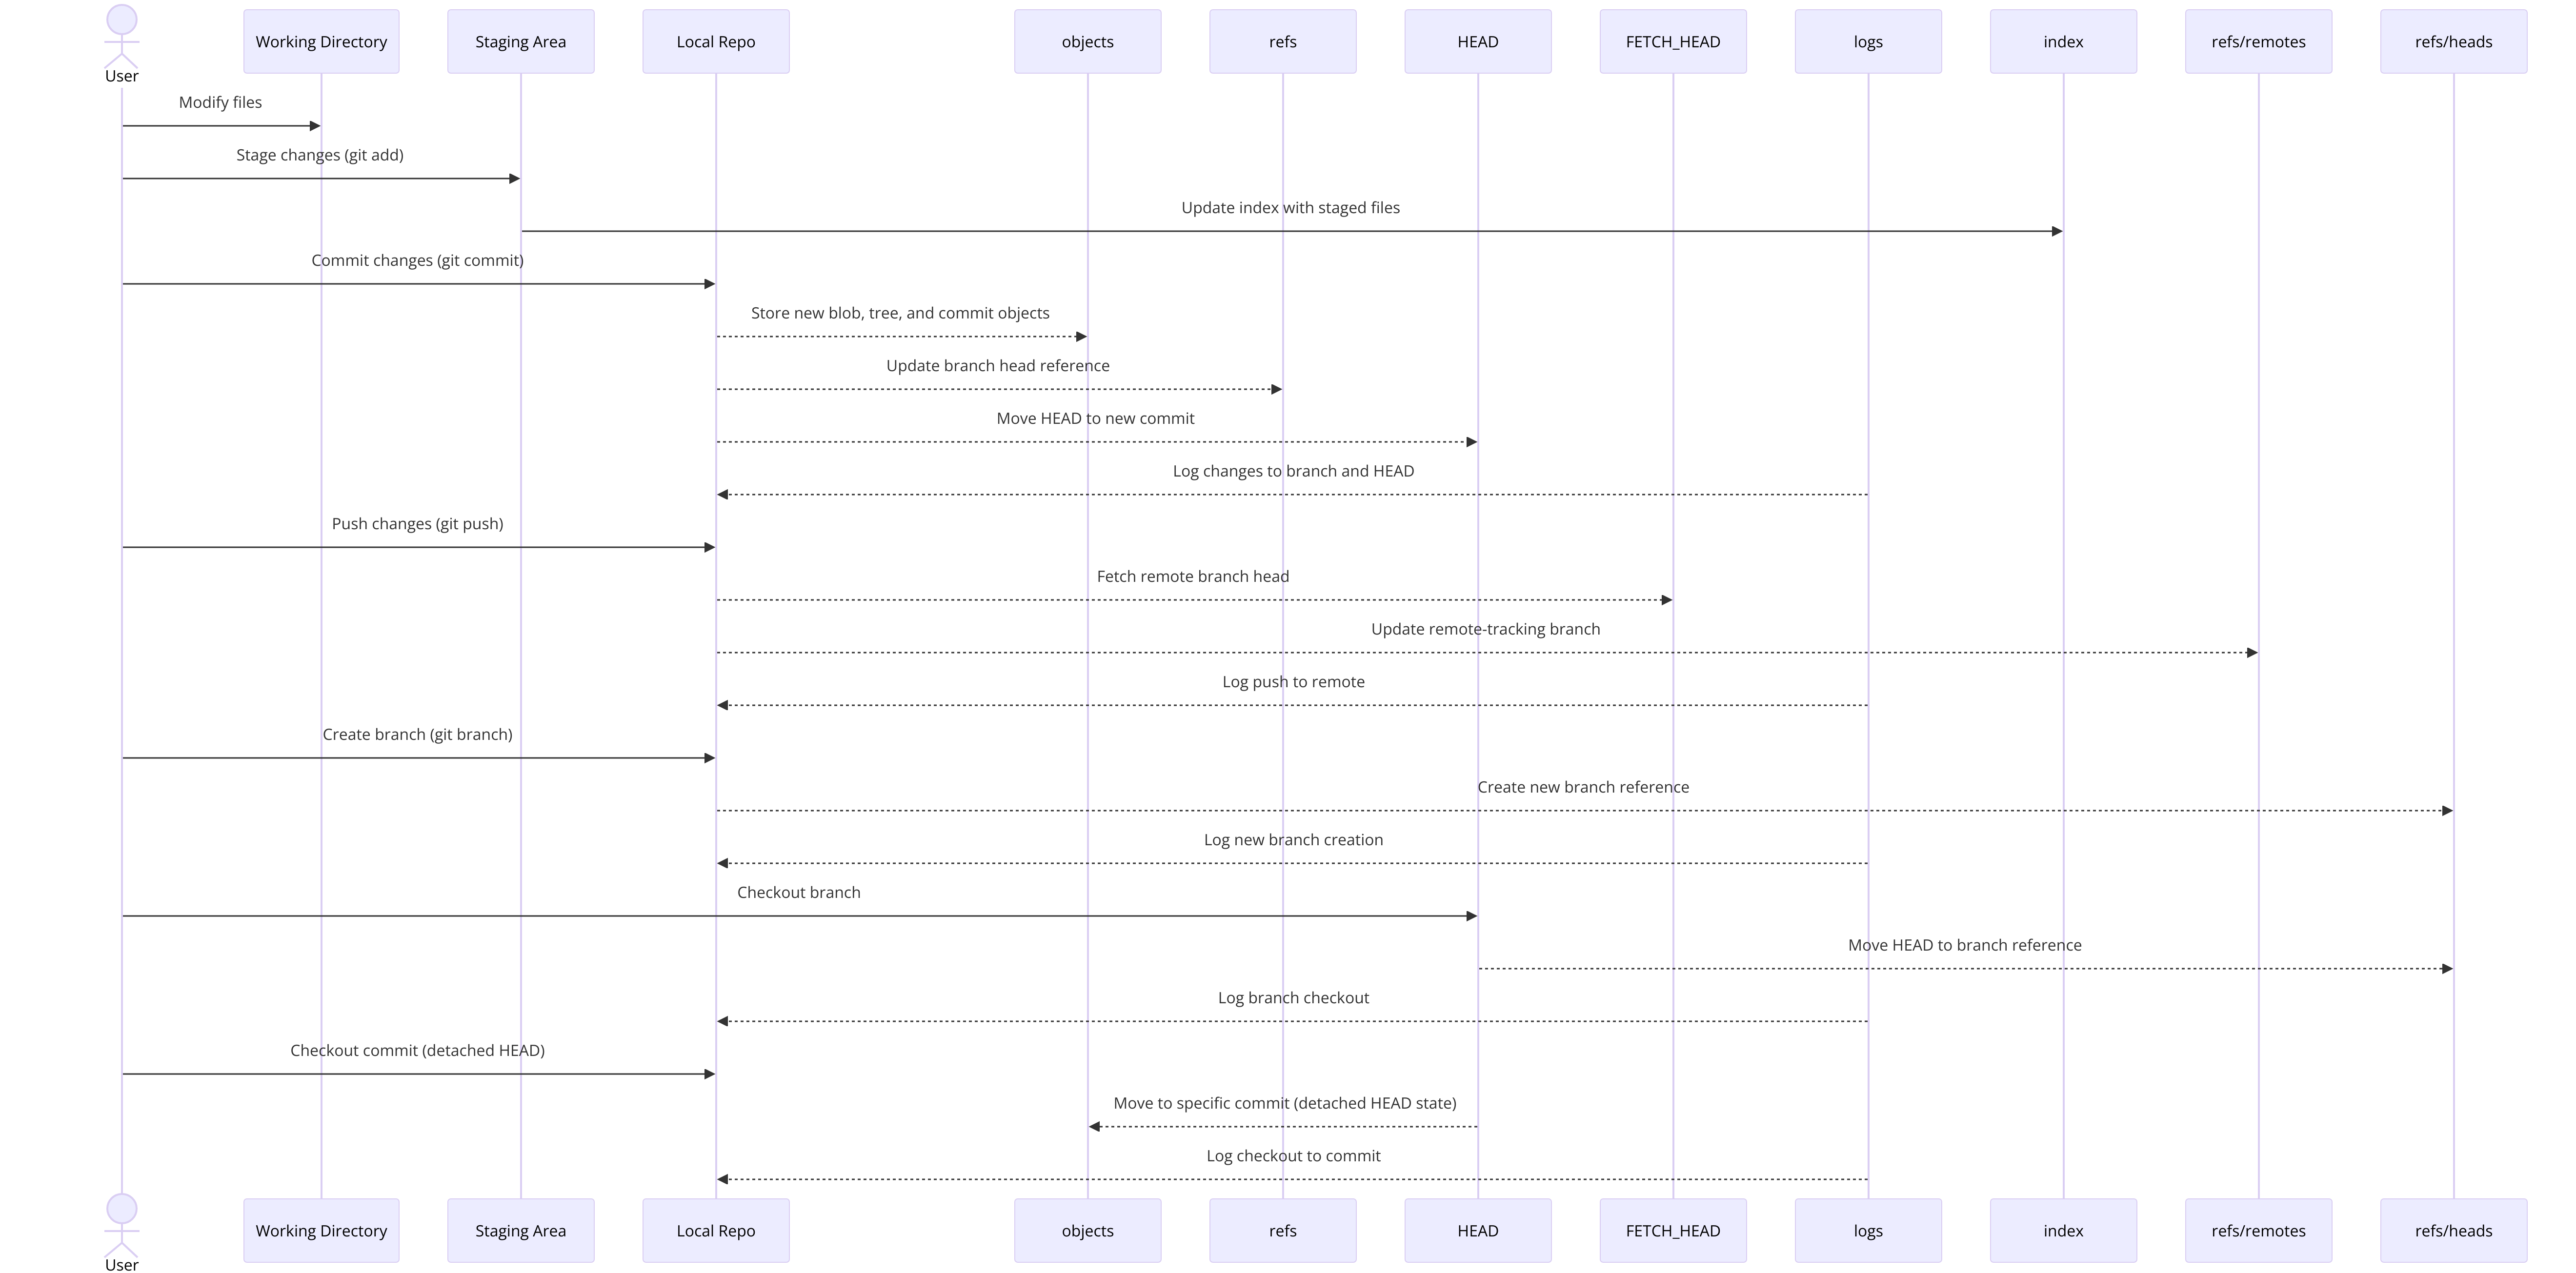 User
Working Directory
Staging Area
Local Repo
objects
refs
HEAD
FETCH_HEAD
logs
index
refs/remotes
refs/heads
Modify files
Stage changes (git add)
Update index with staged files
Commit changes (git commit)
Store new blob, tree, and commit objects
Update branch head reference
Move HEAD to new commit
Log changes to branch and HEAD
Push changes (git push)
Fetch remote branch head
Update remote-tracking branch
Log push to remote
Create branch (git branch)
Create new branch reference
Log new branch creation
Checkout branch
Move HEAD to branch reference
Log branch checkout
Checkout commit (detached HEAD)
Move to specific commit (detached HEAD state)
Log checkout to commit
User
Working Directory
Staging Area
Local Repo
objects
refs
HEAD
FETCH_HEAD
logs
index
refs/remotes
refs/heads